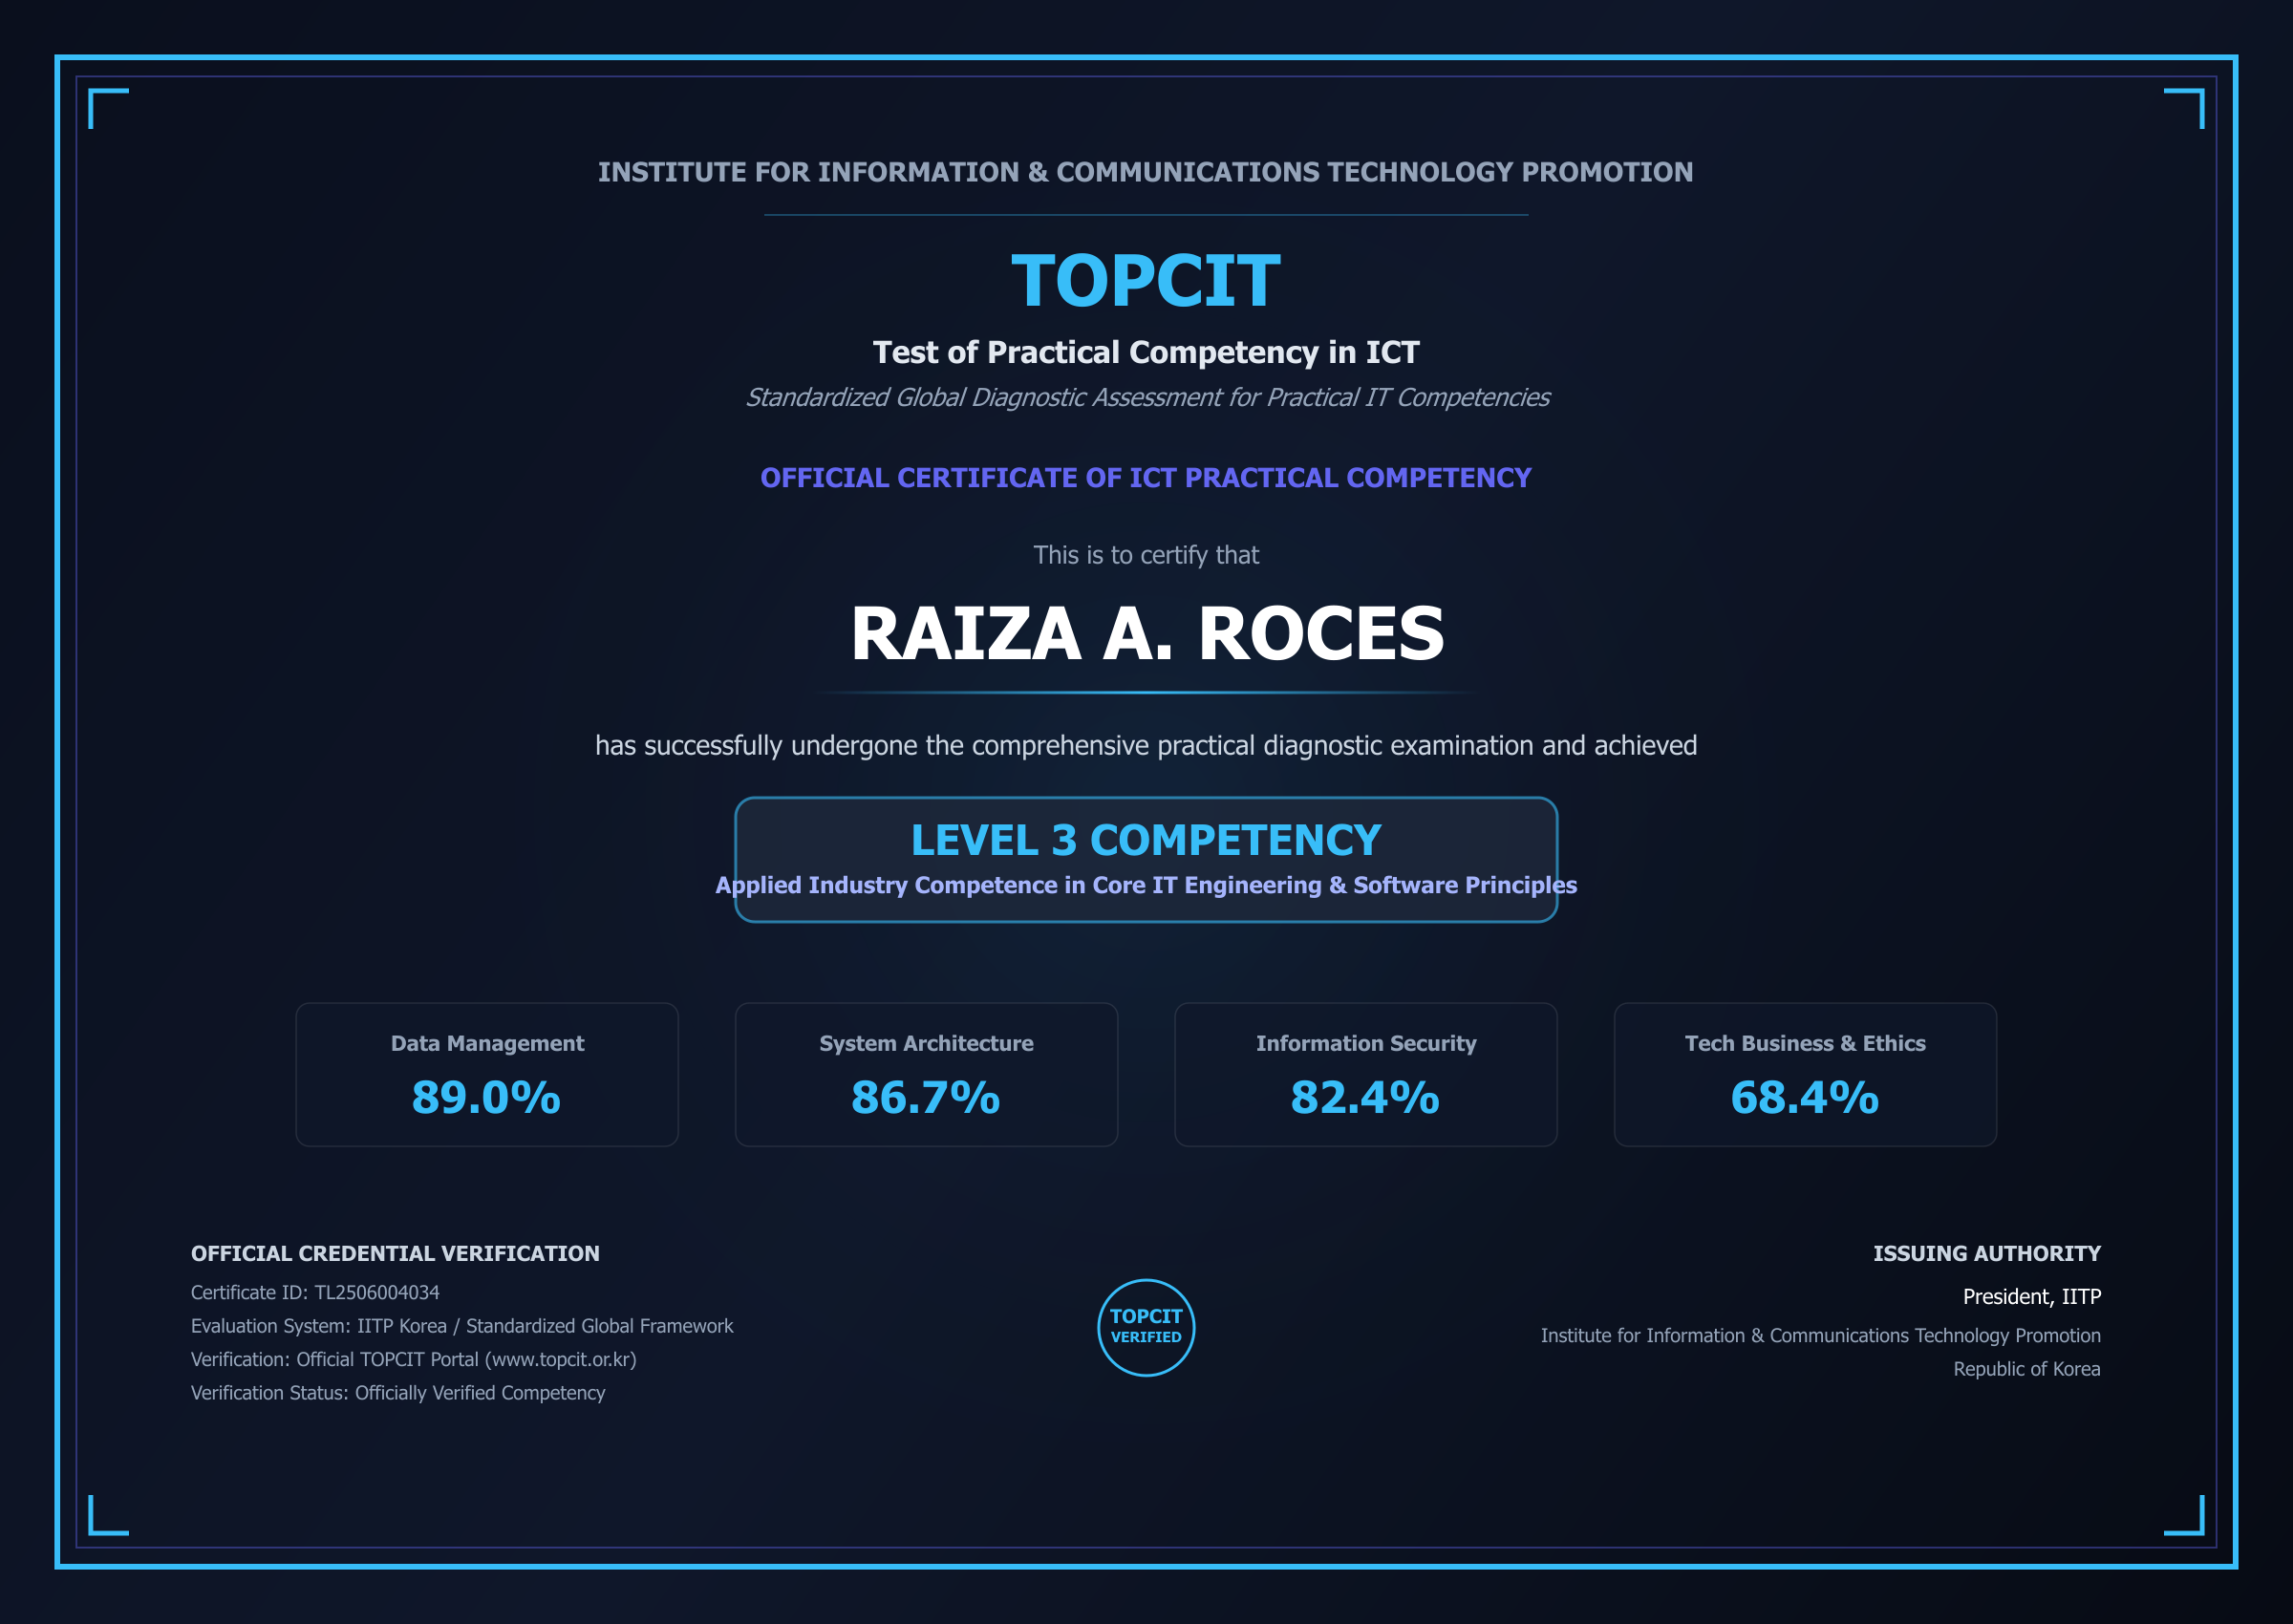 INSTITUTE FOR INFORMATION & COMMUNICATIONS TECHNOLOGY PROMOTION
TOPCIT
Test of Practical Competency in ICT
Standardized Global Diagnostic Assessment for Practical IT Competencies
OFFICIAL CERTIFICATE OF ICT PRACTICAL COMPETENCY
This is to certify that
RAIZA A. ROCES
has successfully undergone the comprehensive practical diagnostic examination and achieved
LEVEL 3 COMPETENCY
Applied Industry Competence in Core IT Engineering & Software Principles
Data Management
89.0%
System Architecture
86.7%
Information Security
82.4%
Tech Business & Ethics
68.4%
OFFICIAL CREDENTIAL VERIFICATION
Certificate ID: TL2506004034
Evaluation System: IITP Korea / Standardized Global Framework
Verification: Official TOPCIT Portal (www.topcit.or.kr)
Verification Status: Officially Verified Competency
TOPCIT
VERIFIED
ISSUING AUTHORITY
President, IITP
Institute for Information & Communications Technology Promotion
Republic of Korea